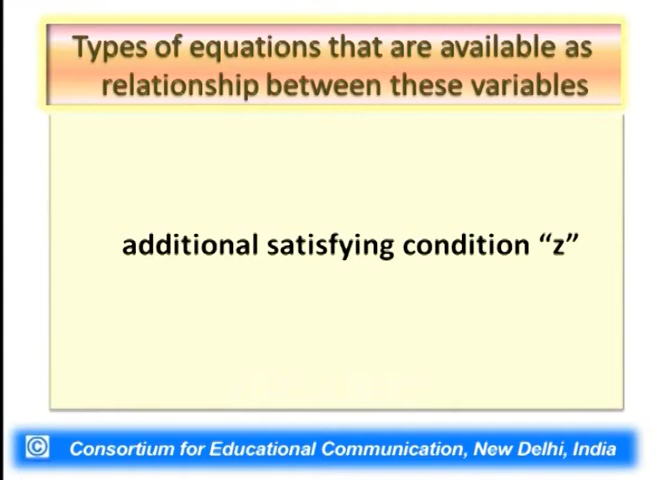 Types of equations that are available as
relationship between these variables
additional satisfying condition “z”
© Consortium for Educational Communication, New Delhi, India